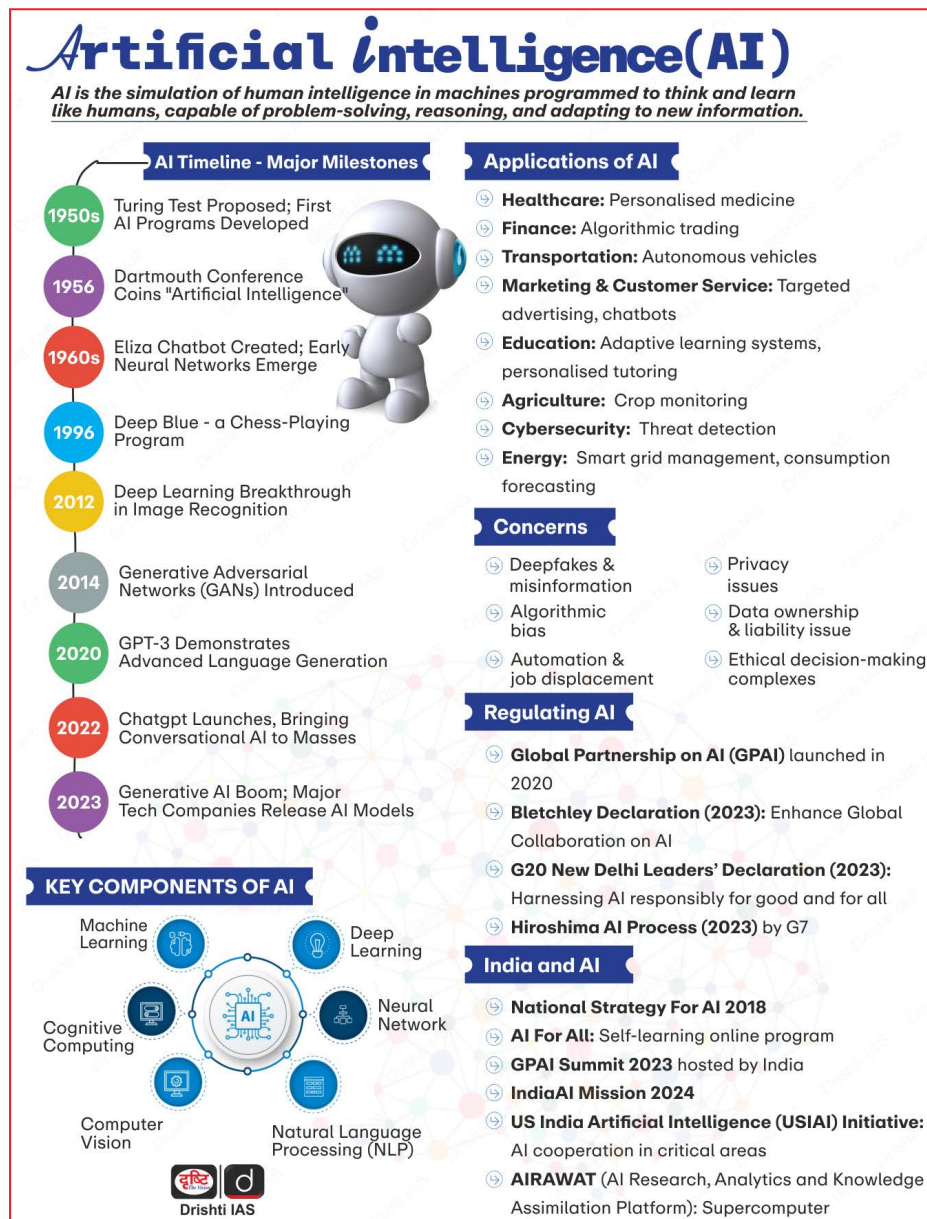 Artificial intelligence(AI)
AI is the simulation of human intelligence in machines programmed to think and learn
like humans, capable of problem-solving, reasoning, and adapting to new information.
AI Timeline - Major Milestones
1950s
Turing Test Proposed; First
AI Programs Developed
1956
Dartmouth Conference
Coins "Artificial Intelligence"
1960s
Eliza Chatbot Created; Early
Neural Networks Emerge
1996
Deep Blue - a Chess-Playing
Program
2012
Deep Learning Breakthrough
in Image Recognition
2014
Generative Adversarial
Networks (GANs) Introduced
2020
GPT-3 Demonstrates
Advanced Language Generation
2022
Chatgpt Launches, Bringing
Conversational AI to Masses
2023
Generative AI Boom; Major
Tech Companies Release AI Models
KEY COMPONENTS OF AI
Machine
Learning
Deep
Learning
Cognitive
Computing
AI
Neural
Network
Computer
Vision
Natural Language
Processing (NLP)
दृष्टि
The Vision
d
Drishti IAS
Applications of AI
Healthcare: Personalised medicine
Finance: Algorithmic trading
Transportation: Autonomous vehicles
Marketing & Customer Service: Targeted
advertising, chatbots
Education: Adaptive learning systems,
personalised tutoring
Agriculture: Crop monitoring
Cybersecurity: Threat detection
Energy: Smart grid management, consumption
forecasting
Concerns
Deepfakes &
misinformation
Algorithmic
bias
Automation &
job displacement
Privacy
issues
Data ownership
& liability issue
Ethical decision-making
complexes
Regulating AI
Global Partnership on AI (GPAI) launched in
2020
Bletchley Declaration (2023): Enhance Global
Collaboration on AI
G20 New Delhi Leaders’ Declaration (2023):
Harnessing AI responsibly for good and for all
Hiroshima AI Process (2023) by G7
India and AI
National Strategy For AI 2018
AI For All: Self-learning online program
GPAI Summit 2023 hosted by India
IndiaAI Mission 2024
US India Artificial Intelligence (USIAI) Initiative:
AI cooperation in critical areas
AIRAWAT (AI Research, Analytics and Knowledge
Assimilation Platform): Supercomputer